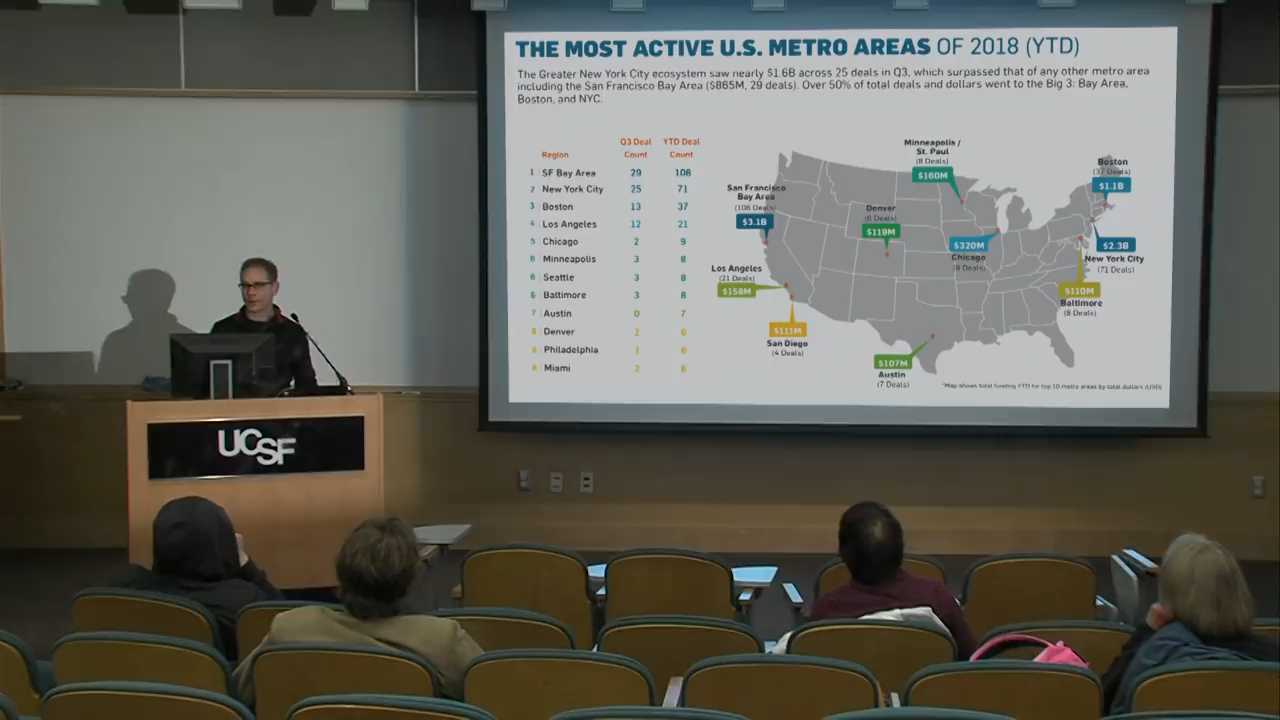 THE MOST ACTIVE U.S. METRO AREAS OF 2018 (YTD)
The Greater New York City ecosystem saw nearly $1.6B across 25 deals in Q3, which surpassed that of any other metro area
including the San Francisco Bay Area ($865M, 29 deals). Over 50% of total deals and dollars went to the Big 3: Bay Area,
Boston, and NYC.
Region Q3 Deal Count YTD Deal Count
1 SF Bay Area 29 108
2 New York City 25 71
3 Boston 13 37
4 Los Angeles 12 21
5 Chicago 2 9
6 Minneapolis 3 8
6 Seattle 3 8
6 Baltimore 3 8
7 Austin 0 7
8 Denver 2 6
8 Philadelphia 1 6
8 Miami 2 6
Minneapolis /
St. Paul
(8 Deals)
$160M
Boston
(37 Deals)
$1.1B
San Francisco
Bay Area
(108 Deals)
$3.1B
Denver
(6 Deals)
$119M
$320M
Chicago
(9 Deals)
$2.3B
New York City
(71 Deals)
Los Angeles
(21 Deals)
$158M
$110M
Baltimore
(8 Deals)
$111M
San Diego
(4 Deals)
$107M
Austin
(7 Deals)
*Map shows total funding YTD for top 10 metro areas by total dollars (USD)
UCSF